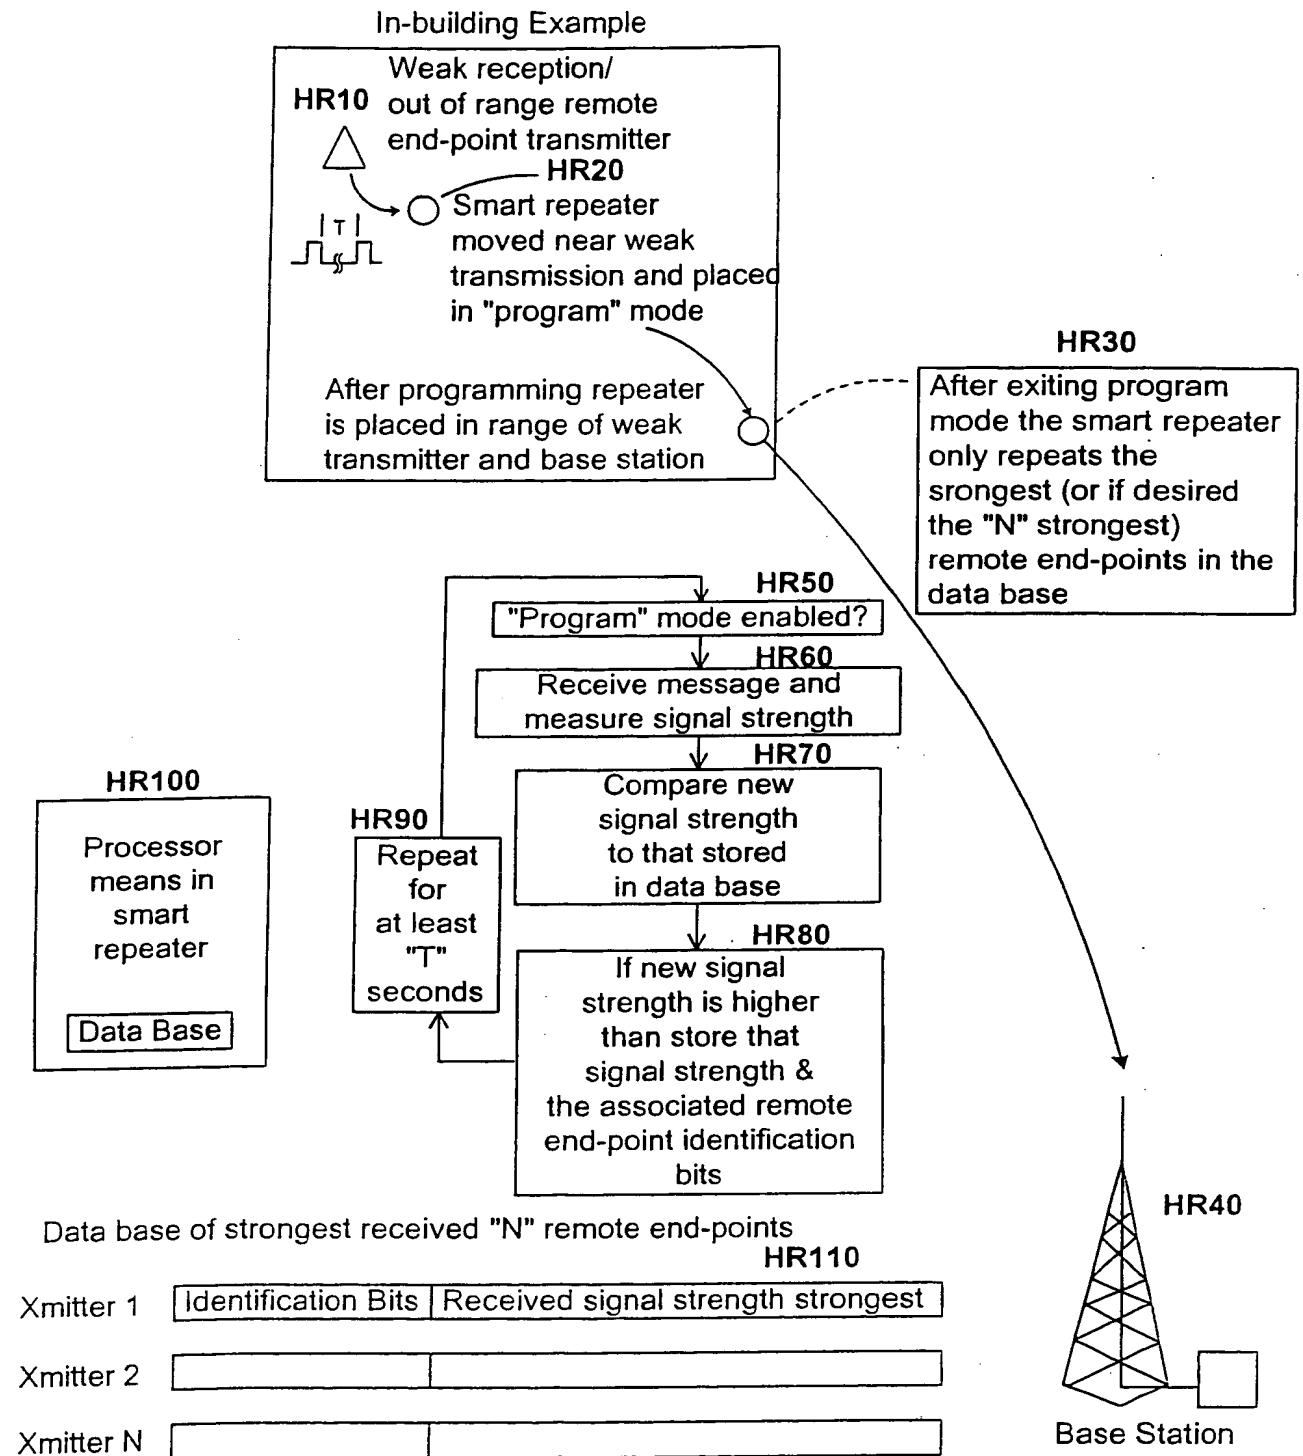 In-building Example
Weak reception/
HR10
out of range remote
end-point transmitter
HR20
T
Smart repeater
moved near weak
transmission and placed
in "program" mode
After programming repeater
is placed in range of weak
transmitter and base station
HR30
After exiting program
mode the smart repeater
only repeats the
srongest (or if desired
the "N" strongest)
remote end-points in the
data base
HR50
"Program" mode enabled?
HR60
Receive message and
measure signal strength
HR70
Compare new
signal strength
to that stored
in data base
HR80
If new signal
strength is higher
than store that
signal strength &
the associated remote
end-point identification
bits
HR90
Repeat
for
at least
"T"
seconds
HR100
Processor
means in
smart
repeater
Data Base
HR40
Base Station
Data base of strongest received "N" remote end-points
HR110
Xmitter 1
Identification Bits
Received signal strength strongest
Xmitter 2
Xmitter N